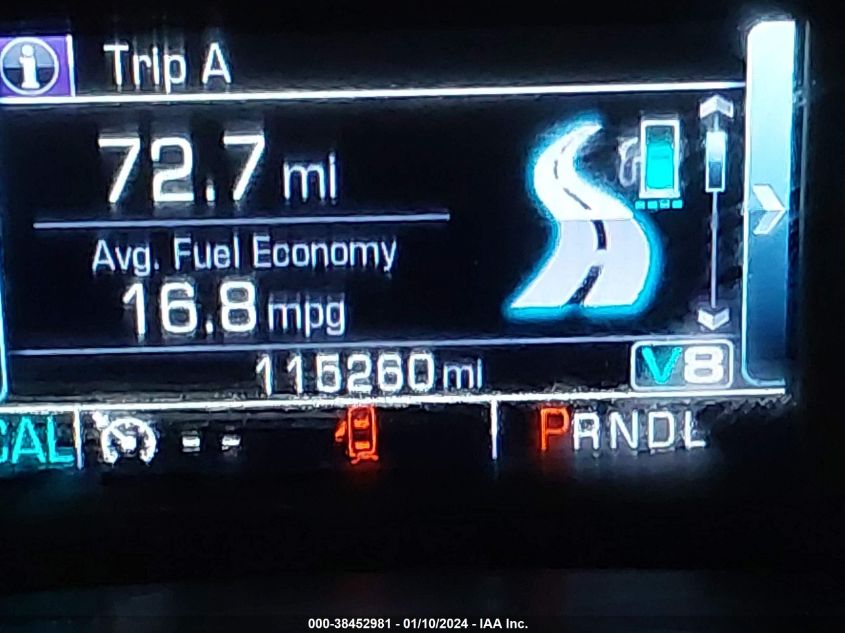 Trip A
72.7 mi
Avg. Fuel Economy
16.8 mpg
115260 mi
V8
CAL
-- 
PRNDL
000-38452981 - 01/10/2024 - IAA Inc.